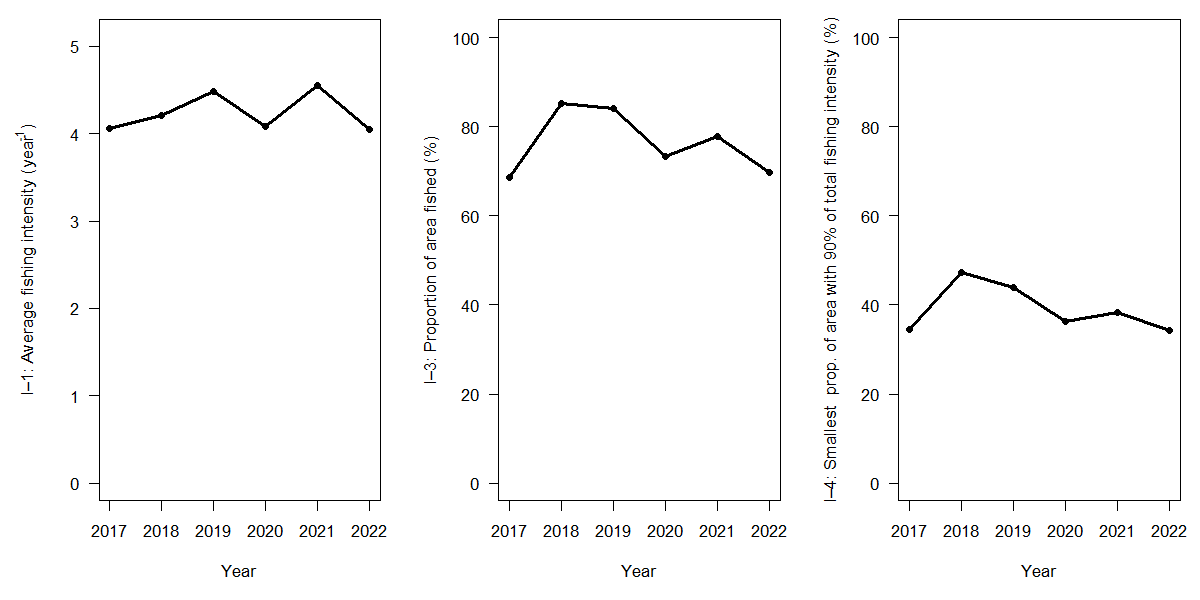 I−1: Average fishing intensity (year¹)
5
4
3
2
1
0
2017 2018 2019 2020 2021 2022
Year
I−3: Proportion of area fished (%)
100
80
60
40
20
0
2017 2018 2019 2020 2021 2022
Year
I−4: Smallest  prop. of area with 90% of total fishing intensity (%)
100
80
60
40
20
0
2017 2018 2019 2020 2021 2022
Year